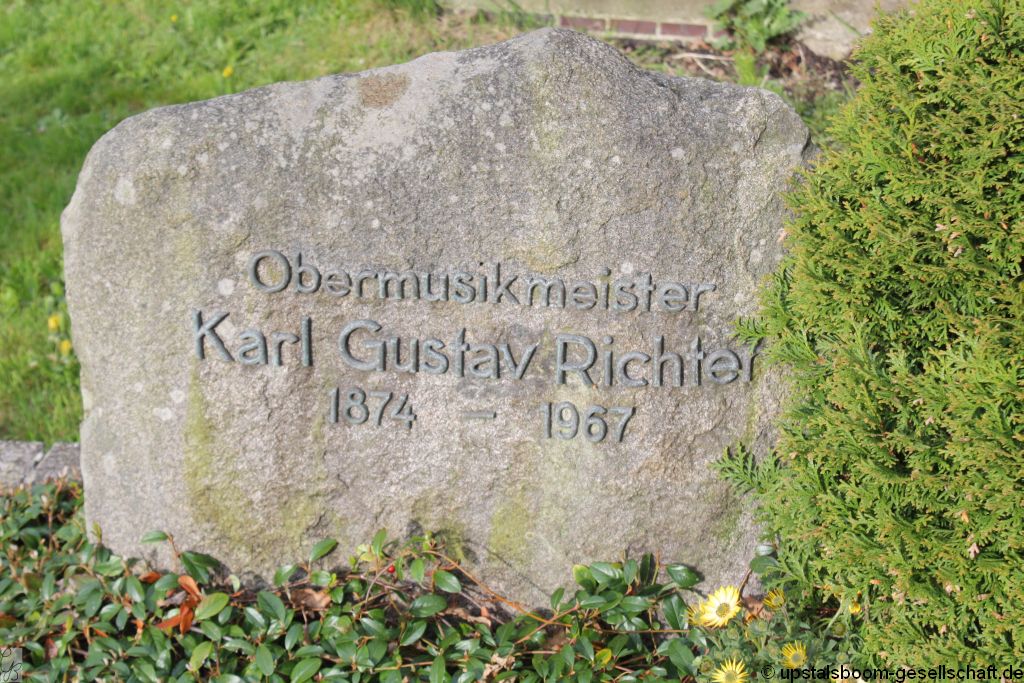 Obermusikmeister
Karl Gustav Richter
1874 – 1967
© upstalsboom-gesellschaft.de